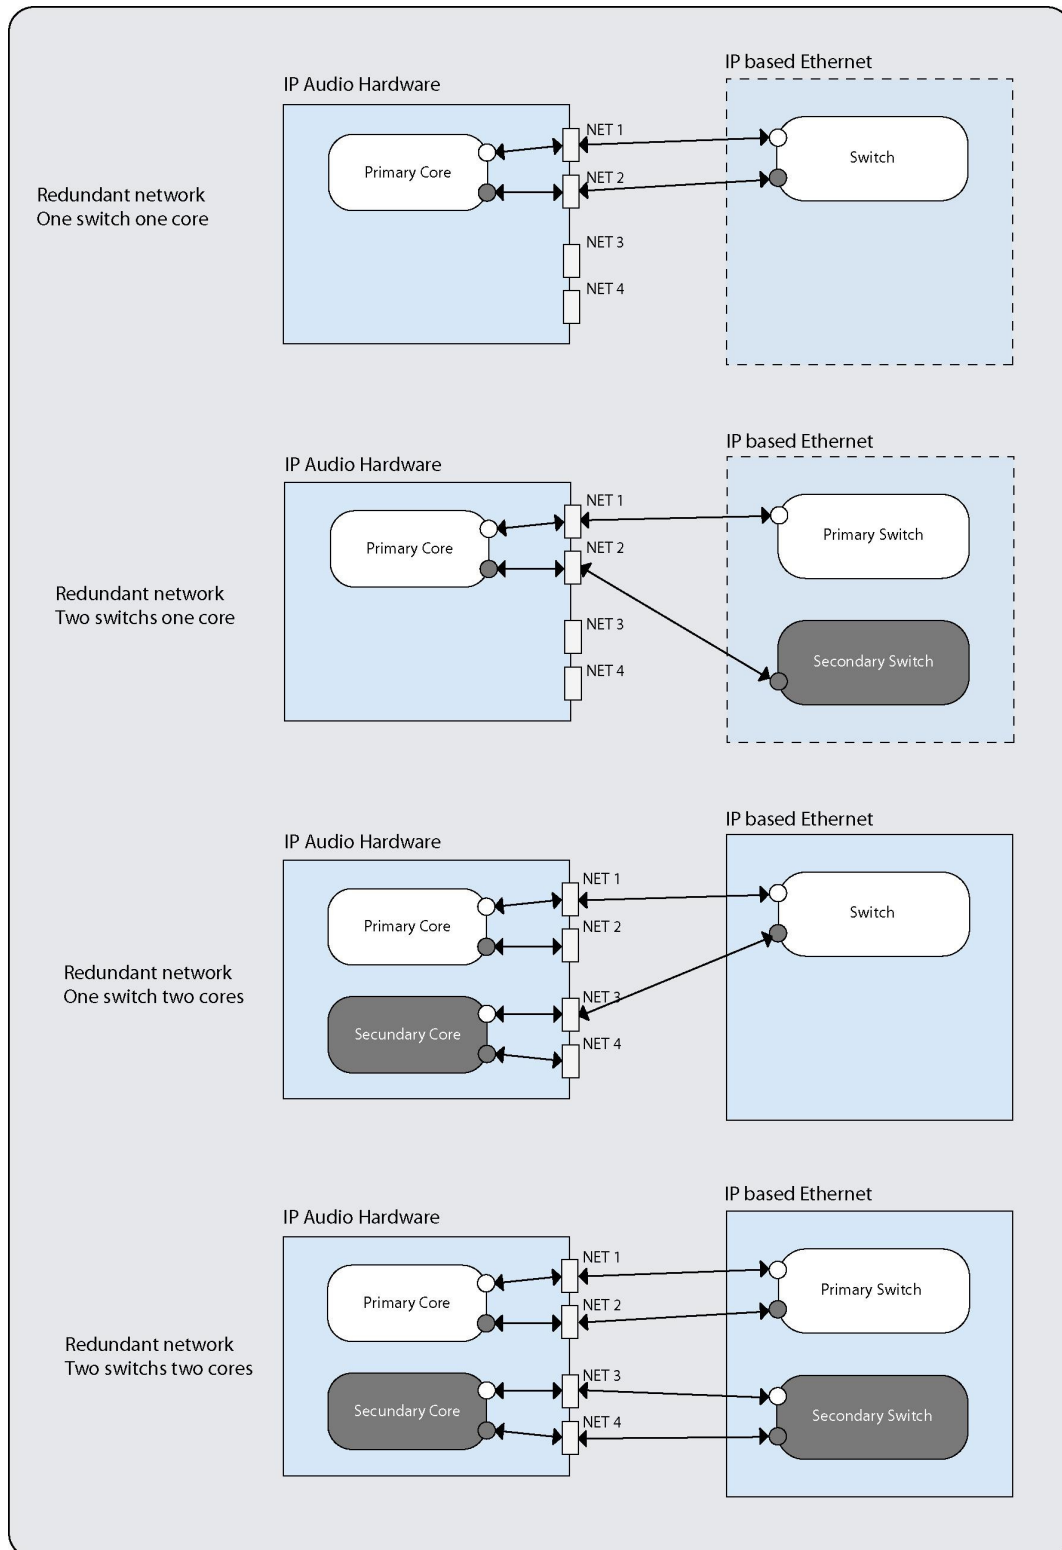 IP based Ethernet
IP Audio Hardware
NET 1
Primary Core
Switch
NET 2
Redundant network
One switch one core
NET 3
NET 4
IP based Ethernet
IP Audio Hardware
NET 1
Primary Core
Primary Switch
NET 2
Redundant network
Two switchs one core
NET 3
Secondary Switch
NET 4
IP based Ethernet
IP Audio Hardware
NET 1
Primary Core
Switch
NET 2
Redundant network
One switch two cores
NET 3
Secundary Core
NET 4
IP based Ethernet
IP Audio Hardware
NET 1
Primary Core
Primary Switch
NET 2
Redundant network
Two switchs two cores
NET 3
Secundary Core
Secondary Switch
NET 4